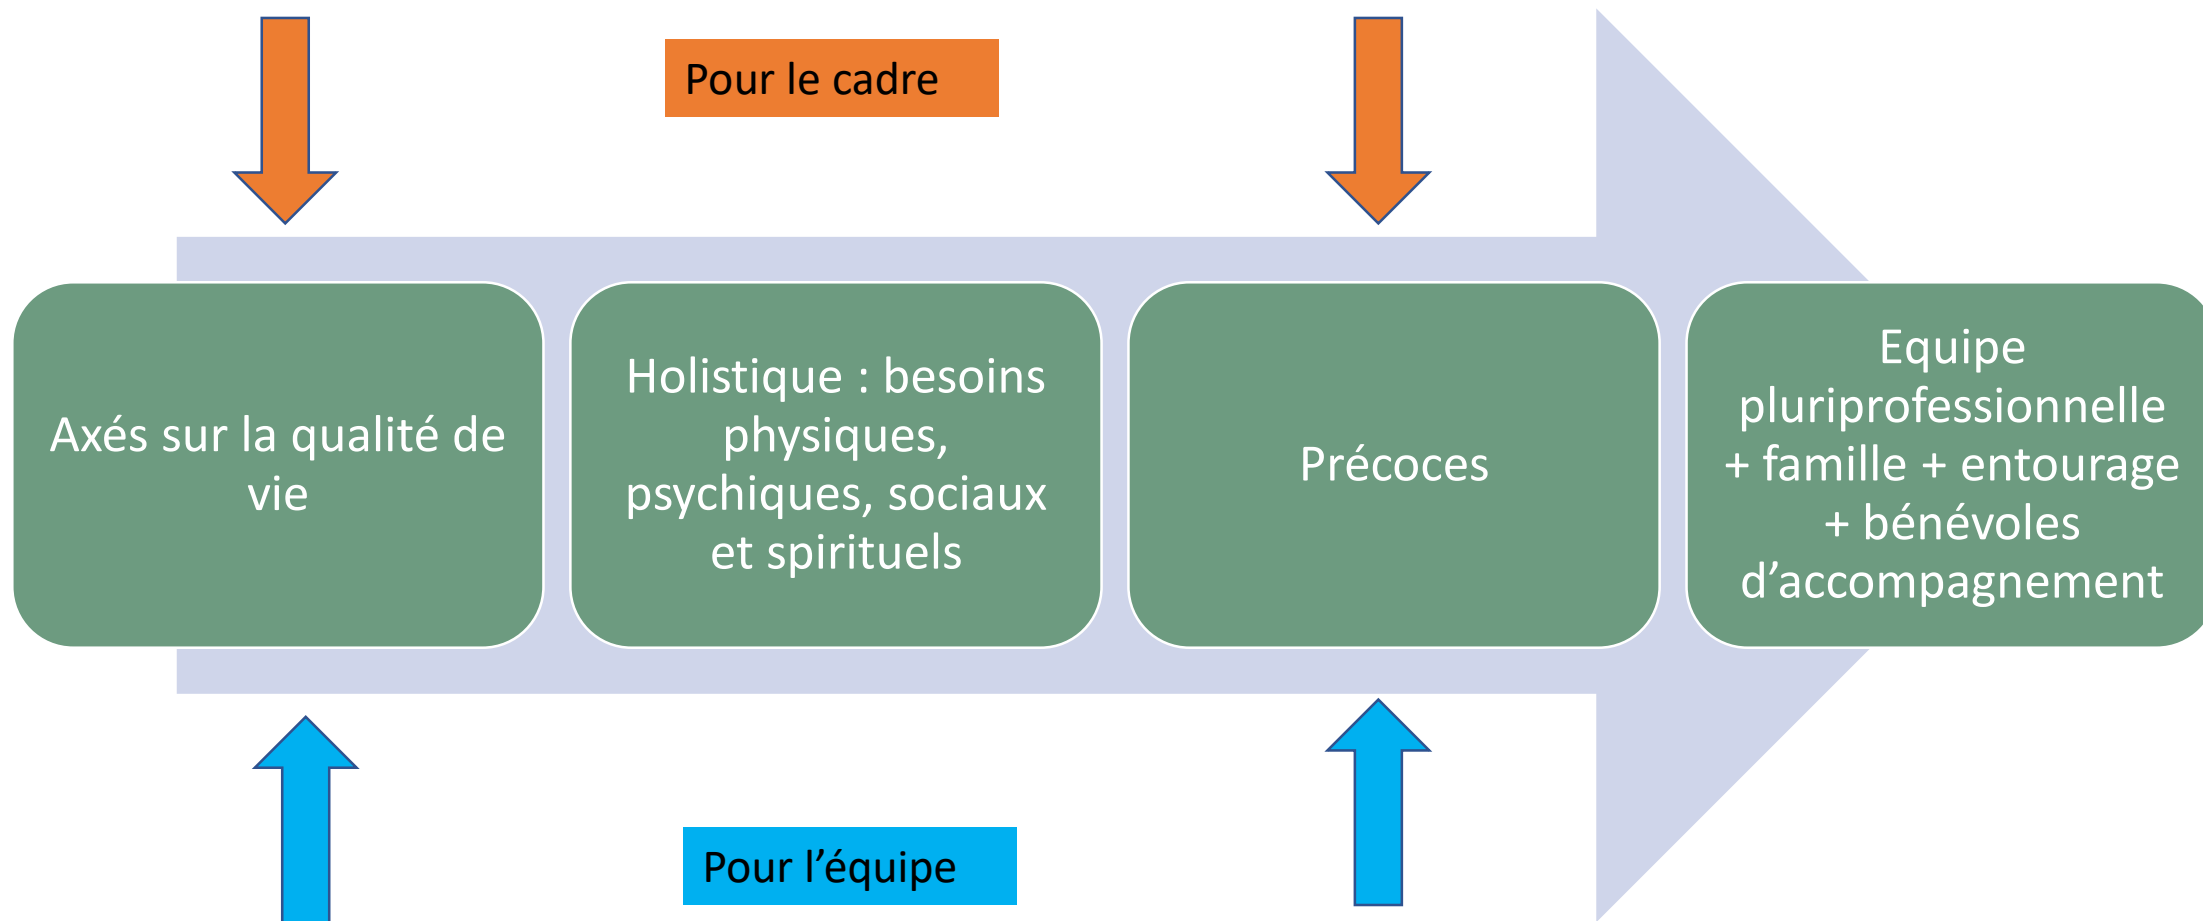 Pour le cadre
Axés sur la qualité de
vie
Holistique : besoins
physiques,
psychiques, sociaux
et spirituels
Précoces
Equipe
pluriprofessionnelle
+ famille + entourage
+ bénévoles
d’accompagnement
Pour l’équipe